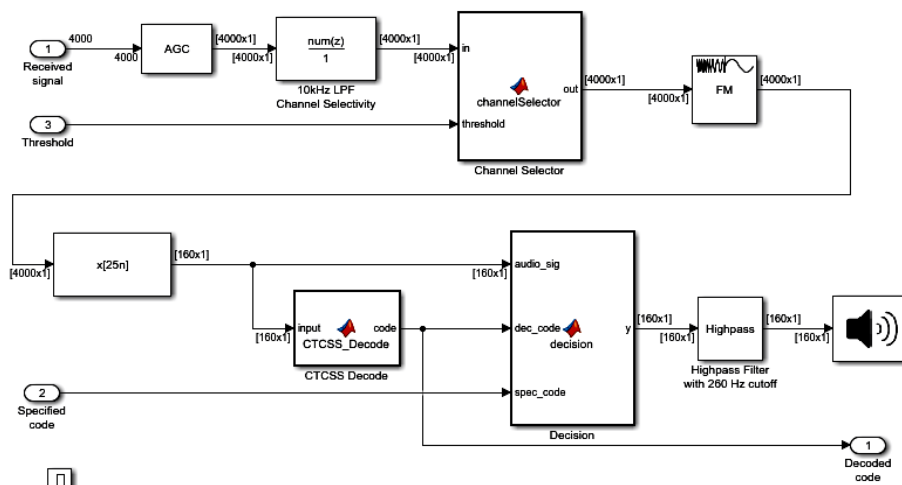 1
Received
signal
4000
4000
AGC
[4000x1]
[4000x1]
num(z)
1
10kHz LPF
Channel Selectivity
[4000x1]
[4000x1]
in
channelSelector
out
threshold
Channel Selector
[4000x1]
[4000x1]
FM
[4000x1]
3
Threshold
[4000x1]
x[25n]
[160x1]
[160x1]
input
CTCSS_Decode
code
CTCSS Decode
[160x1]
audio_sig
dec_code
decision
y
spec_code
Decision
[160x1]
[160x1]
Highpass
Highpass Filter
with 260 Hz cutoff
[160x1]
[160x1]
2
Specified
code
1
Decoded
code